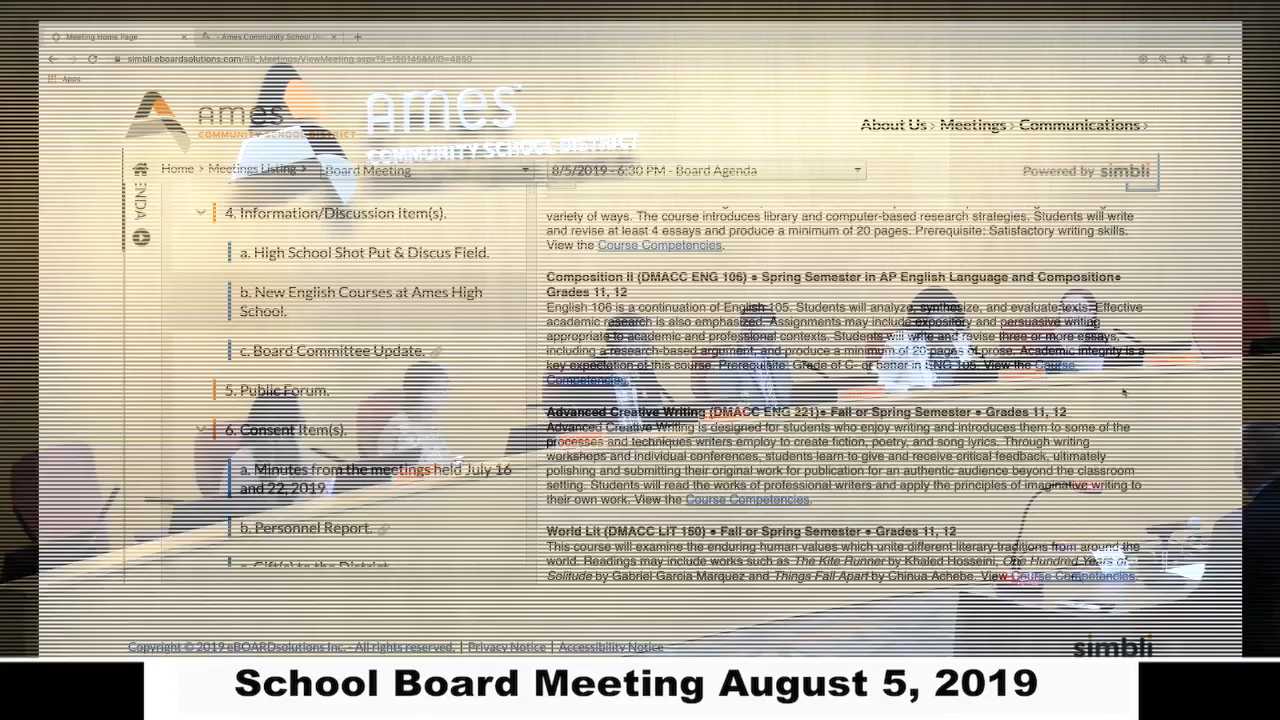 Meeting Home Page
Ames Community School Di
simbli.eboardsolutions.com/SB_Meetings/ViewMeeting.aspx?S=160145&MID=4850
Apps
Ames
COMMUNITY SCHOOL DISTRICT
Ames
COMMUNITY SCHOOL DISTRICT
About Us › Meetings › Communications ›
Home › Meetings Listing › Board Meeting
8/5/2019 - 6:30 PM - Board Agenda
Powered by simbli
ENDA
4. Information/Discussion Item(s).
a. High School Shot Put & Discus Field.
b. New English Courses at Ames High
School.
c. Board Committee Update.
5. Public Forum.
6. Consent Item(s).
a. Minutes from the meetings held July 16
and 22, 2019.
b. Personnel Report.
c. Gift(s) to the District
variety of ways. The course introduces library and computer-based research strategies. Students will write
and revise at least 4 essays and produce a minimum of 20 pages. Prerequisite: Satisfactory writing skills.
View the Course Competencies.
Composition II (DMACC ENG 106) ● Spring Semester in AP English Language and Composition●
Grades 11, 12
English 106 is a continuation of English 105. Students will analyze, synthesize, and evaluate texts. Effective
academic research is also emphasized. Assignments may include expository and persuasive writing
appropriate to academic and professional contexts. Students will write and revise three or more essays,
including a research-based argument, and produce a minimum of 20 pages of prose. Academic integrity is a
key expectation of this course. Prerequisite: Grade of C- or better in ENG 105. View the Course
Competencies.
Advanced Creative Writing (DMACC ENG 221)● Fall or Spring Semester ● Grades 11, 12
Advanced Creative Writing is designed for students who enjoy writing and introduces them to some of the
processes and techniques writers employ to create fiction, poetry, and song lyrics. Through writing
workshops and individual conferences, students learn to give and receive critical feedback, ultimately
polishing and submitting their original work for publication for an authentic audience beyond the classroom
setting. Students will read the works of professional writers and apply the principles of imaginative writing to
their own work. View the Course Competencies.
World Lit (DMACC LIT 150) ● Fall or Spring Semester ● Grades 11, 12
This course will examine the enduring human values which unite different literary traditions from around the
world. Readings may include works such as The Kite Runner by Khaled Hosseini, One Hundred Years of
Solitude by Gabriel Garcia Marquez and Things Fall Apart by Chinua Achebe. View Course Competencies.
Copyright © 2019 eBOARDsolutions Inc. - All rights reserved. | Privacy Notice | Accessibility Notice
simbli
School Board Meeting August 5, 2019